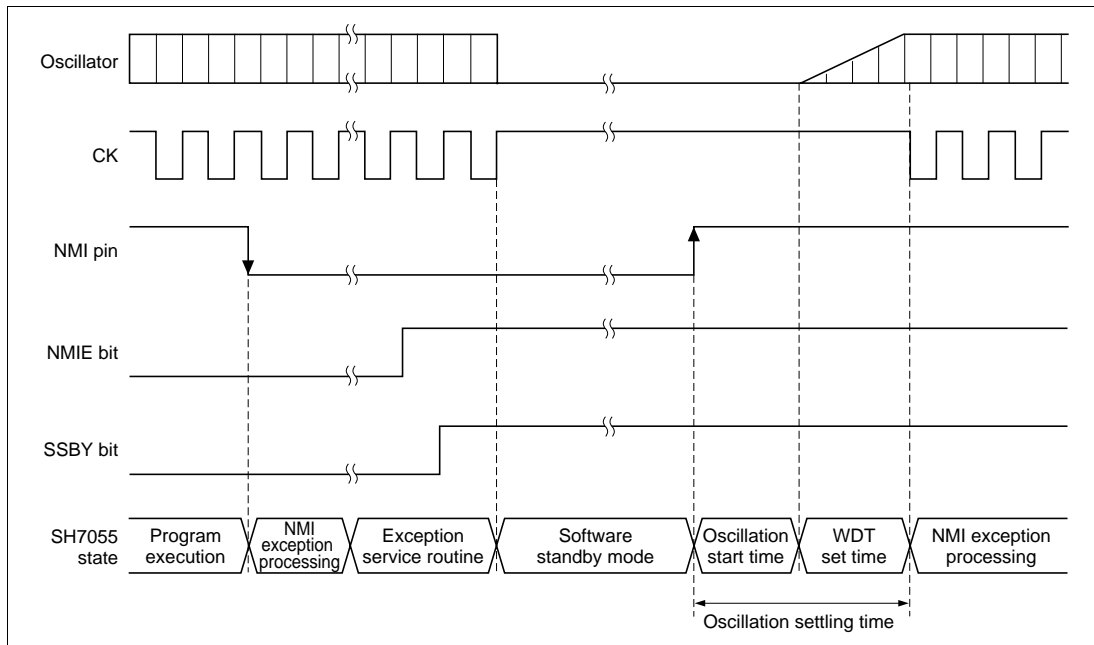 Oscillator
CK
NMI pin
NMIE bit
SSBY bit
SH7055
state
Program
execution
NMI
exception
processing
Exception
service routine
Software
standby mode
Oscillation
start time
WDT
set time
NMI exception
processing
Oscillation settling time